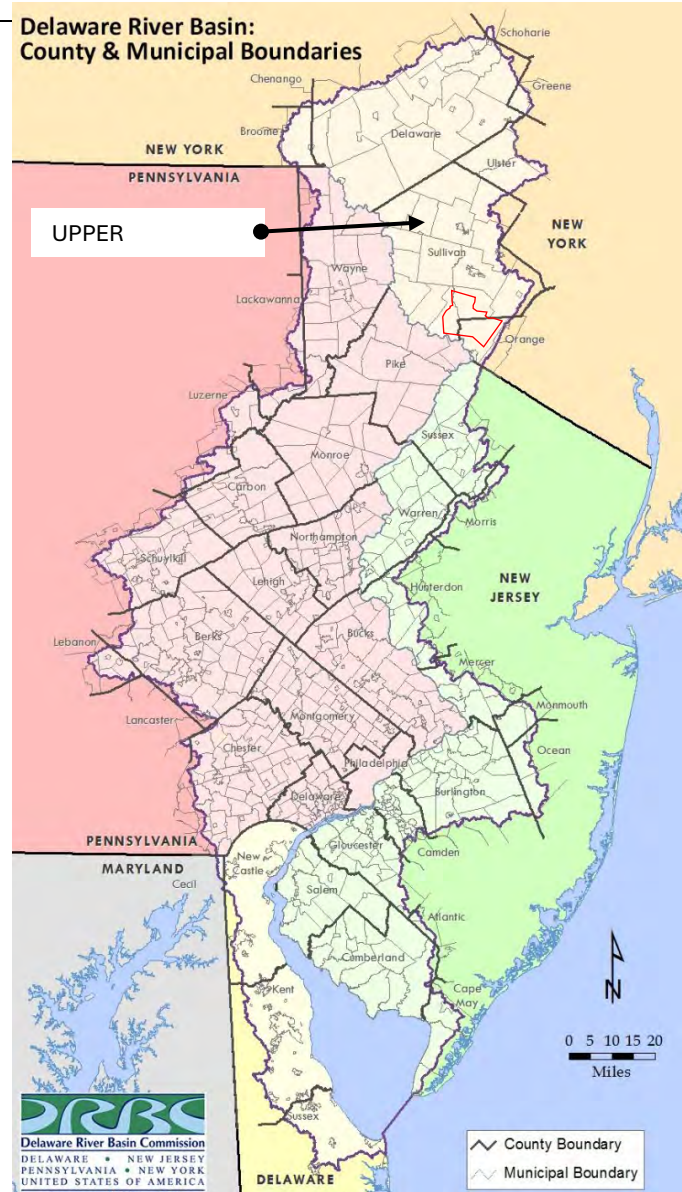 Delaware River Basin:
County & Municipal Boundaries
Schoharie
Chenango
Greene
Delaware
Broome
Ulster
NEW YORK
PENNSYLVANIA
UPPER
NEW
YORK
Sullivan
Wayne
Lackawanna
Orange
Pike
Luzerne
Sussex
Monroe
Carbon
Warren
Morris
Northampton
Schuylkill
NEW
JERSEY
Lehigh
Hunterdon
Berks
Bucks
Lebanon
Mercer
Monmouth
Lancaster
Montgomery
Ocean
Chester
Philadelphia
Delaware
Burlington
PENNSYLVANIA
Gloucester
New
Castle
Camden
MARYLAND
Cecil
Salem
Atlantic
Cumberland
Kent
Cape
May
N
0 5 10 15 20
Miles
DRBC
Delaware River Basin Commission
DELAWARE • NEW JERSEY
PENNSYLVANIA • NEW YORK
UNITED STATES OF AMERICA
Sussex
DELAWARE
County Boundary
Municipal Boundary